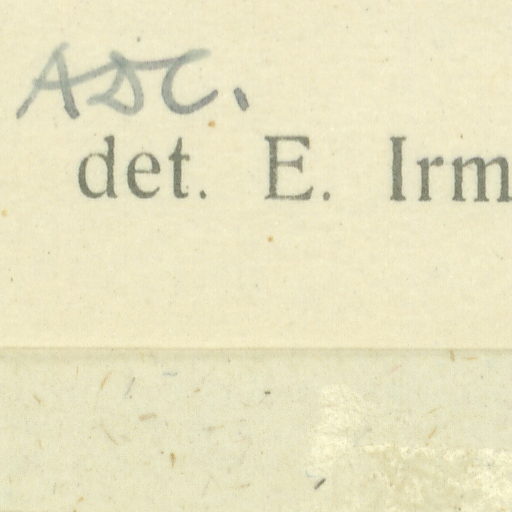 ADC.
det. E. Irm